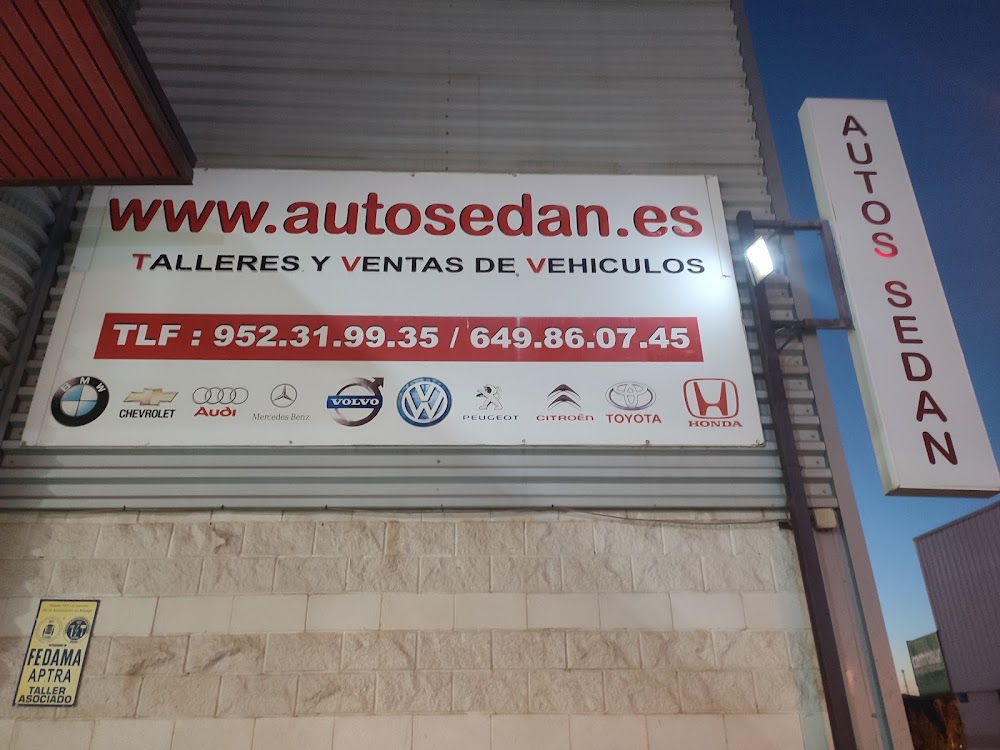 www.autosedan.es
TALLERES Y VENTAS DE VEHICULOS
TLF : 952.31.99.35 / 649.86.07.45
BMW
CHEVROLET
Audi
Mercedes-Benz
VOLVO
PEUGEOT
CITROËN
TOYOTA
HONDA
AUTOS SEDAN
FEDAMA
APTRA
TALLER
ASOCIADO